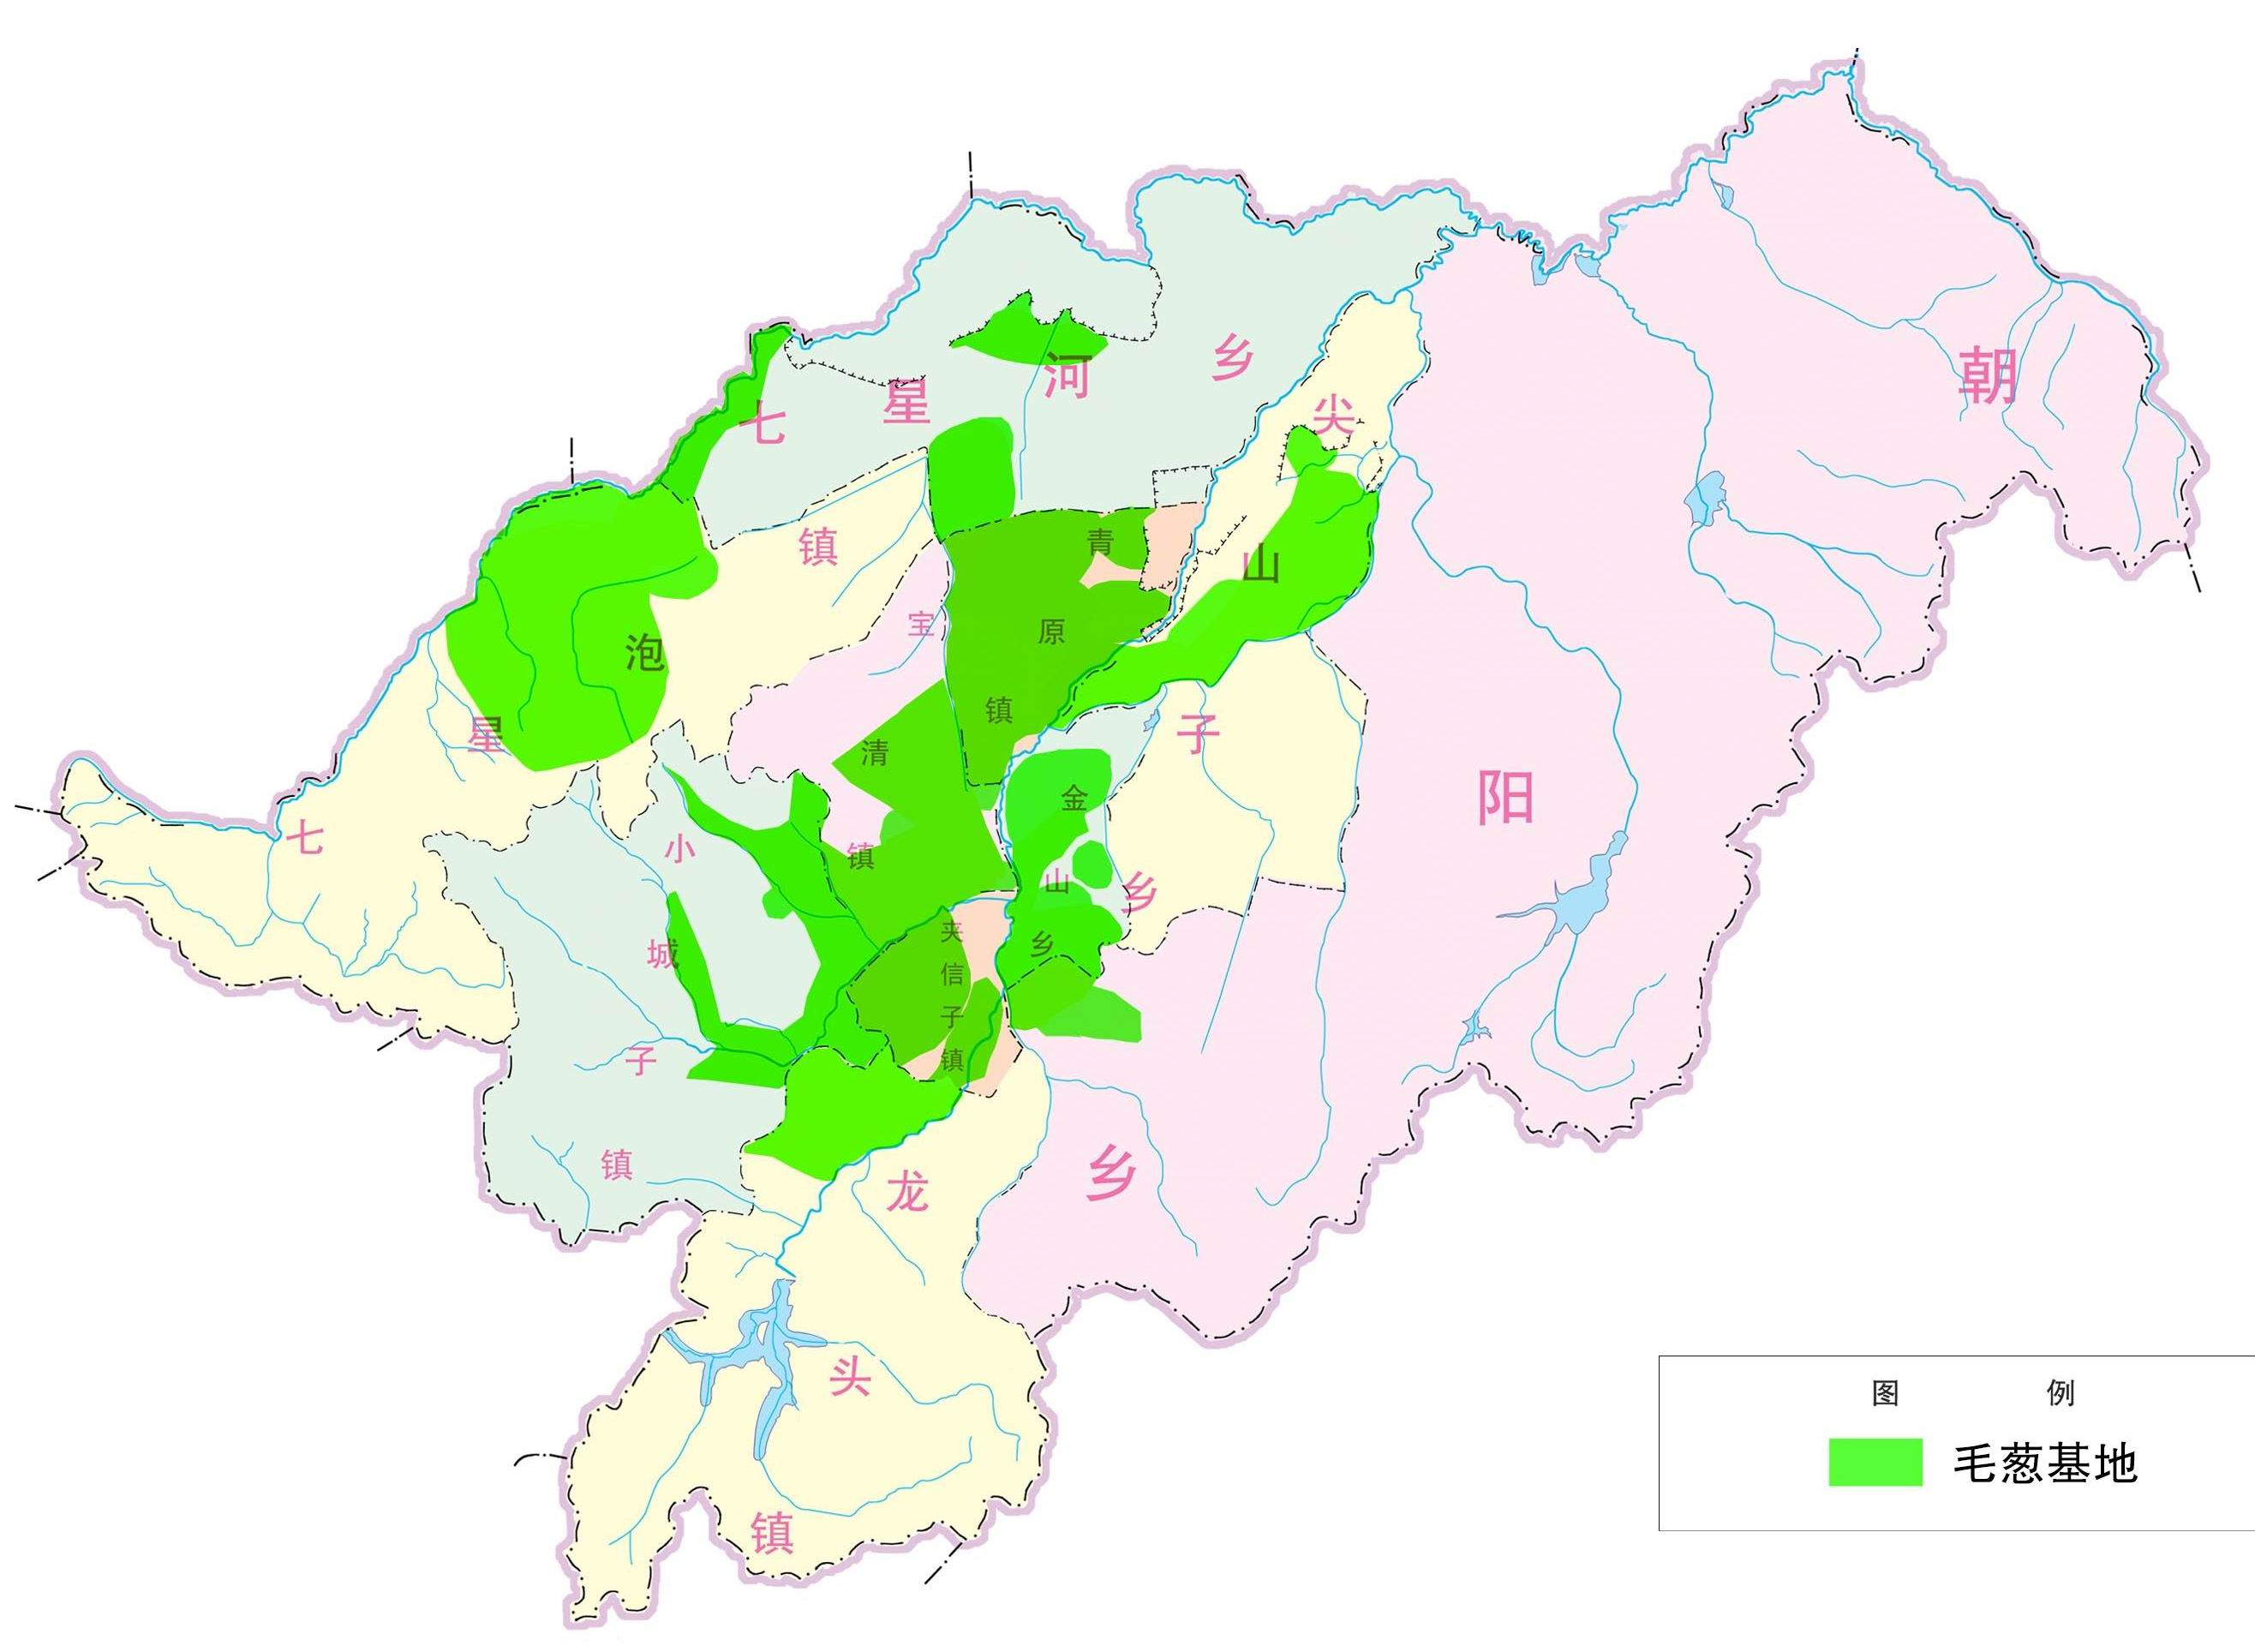 七星河乡
七星泡镇
尖山子乡
朝阳乡
宝清镇
青原镇
金山乡
小城子镇
夹信子镇
龙头镇
图 例
毛葱基地